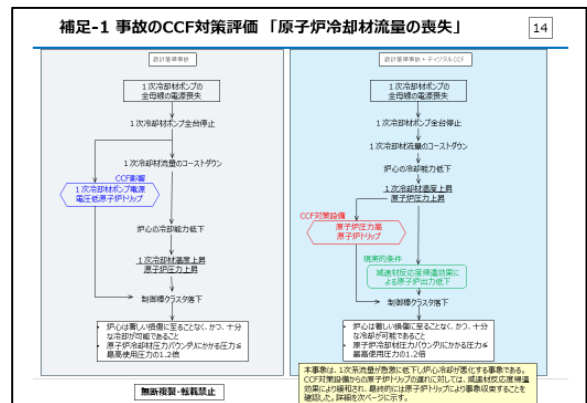 補足-1 事故のCCF対策評価 「原子炉冷却材流量の喪失」
14
設計基準事故
1次冷却材ポンプの
全母線の電源喪失
1次冷却材ポンプ全台停止
1次冷却材流量のコーストダウン
CCF影響
1次冷却材ポンプ電源
電圧低原子炉トリップ
炉心の冷却能力低下
1次冷却材温度上昇
原子炉圧力上昇
制御棒クラスタ落下
• 炉心は著しい損傷に至ることなく、かつ、十分
な冷却が可能であること
• 原子炉冷却材圧力バウンダリにかかる圧力≦
最高使用圧力の1.2倍
設計基準事故 + ディジタルCCF
1次冷却材ポンプの
全母線の電源喪失
1次冷却材ポンプ全台停止
1次冷却材流量のコーストダウン
炉心の冷却能力低下
1次冷却材温度上昇
原子炉圧力上昇
CCF対策設備
原子炉圧力高
原子炉トリップ
現実的条件
減速材反応度帰還効果
による原子炉出力低下
制御棒クラスタ落下
• 炉心は著しい損傷に至ることなく、かつ、十分
な冷却が可能であること
• 原子炉冷却材圧力バウンダリにかかる圧力≦
最高使用圧力の1.2倍
本事象は、1次系流量が急激に低下し炉心冷却が悪化する事象である。
CCF対策設備からの原子炉トリップの遅れに対しては、減速材反応度帰還効
果により緩和され、最終的には原子炉トリップにより事象収束することを
確認した。詳細を次ページに示す。
無断複製・転載禁止